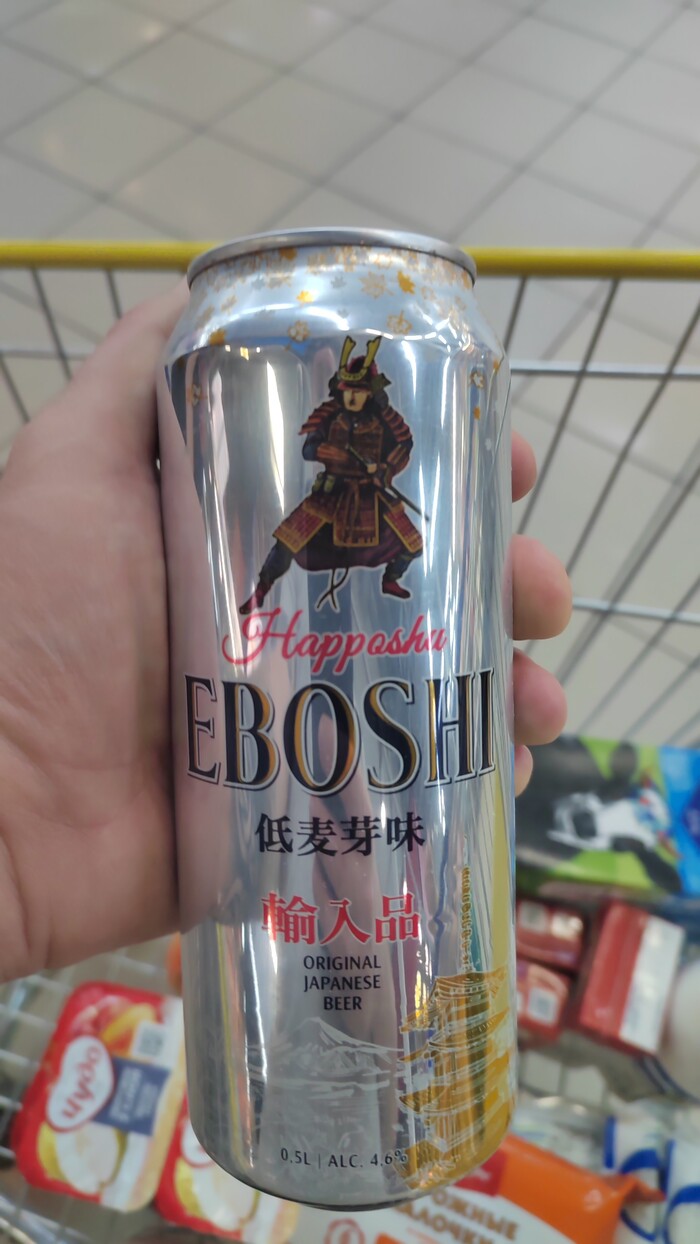 Happoshu
EBOSHI
低麦芽味
輸入品
ORIGINAL
JAPANESE
BEER
0.5L | ALC. 4,6%